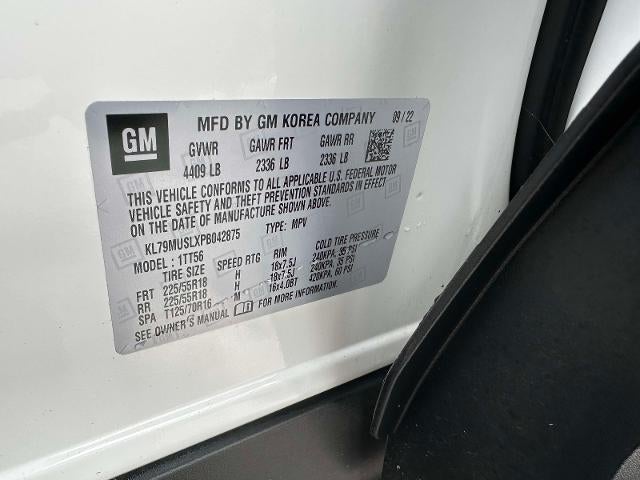 GM
MFD BY GM KOREA COMPANY 09/22
GVWR GAWR FRT GAWR RR
4409 LB 2336 LB 2336 LB
THIS VEHICLE CONFORMS TO ALL APPLICABLE U.S. FEDERAL MOTOR
VEHICLE SAFETY AND THEFT PREVENTION STANDARDS IN EFFECT
ON THE DATE OF MANUFACTURE SHOWN ABOVE.
KL79MUSLXPB042875 TYPE: MPV
MODEL: 1TT56
TIRE SIZE SPEED RTG RIM COLD TIRE PRESSURE
FRT 225/55R18 H 18x7.5J 240KPA, 35 PSI
RR 225/55R18 H 18x7.5J 240KPA, 35 PSI
SPA T125/70R16 M 16x4.0BT 420KPA, 60 PSI
SEE OWNER'S MANUAL